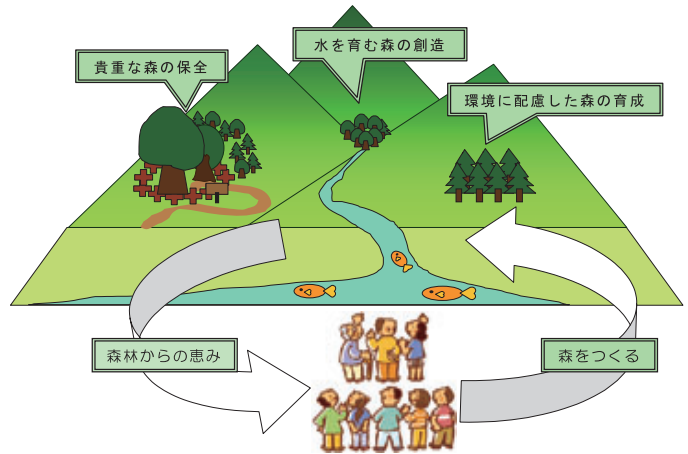 水を育む森の創造
貴重な森の保全
環境に配慮した森の育成
森林からの恵み
森をつくる